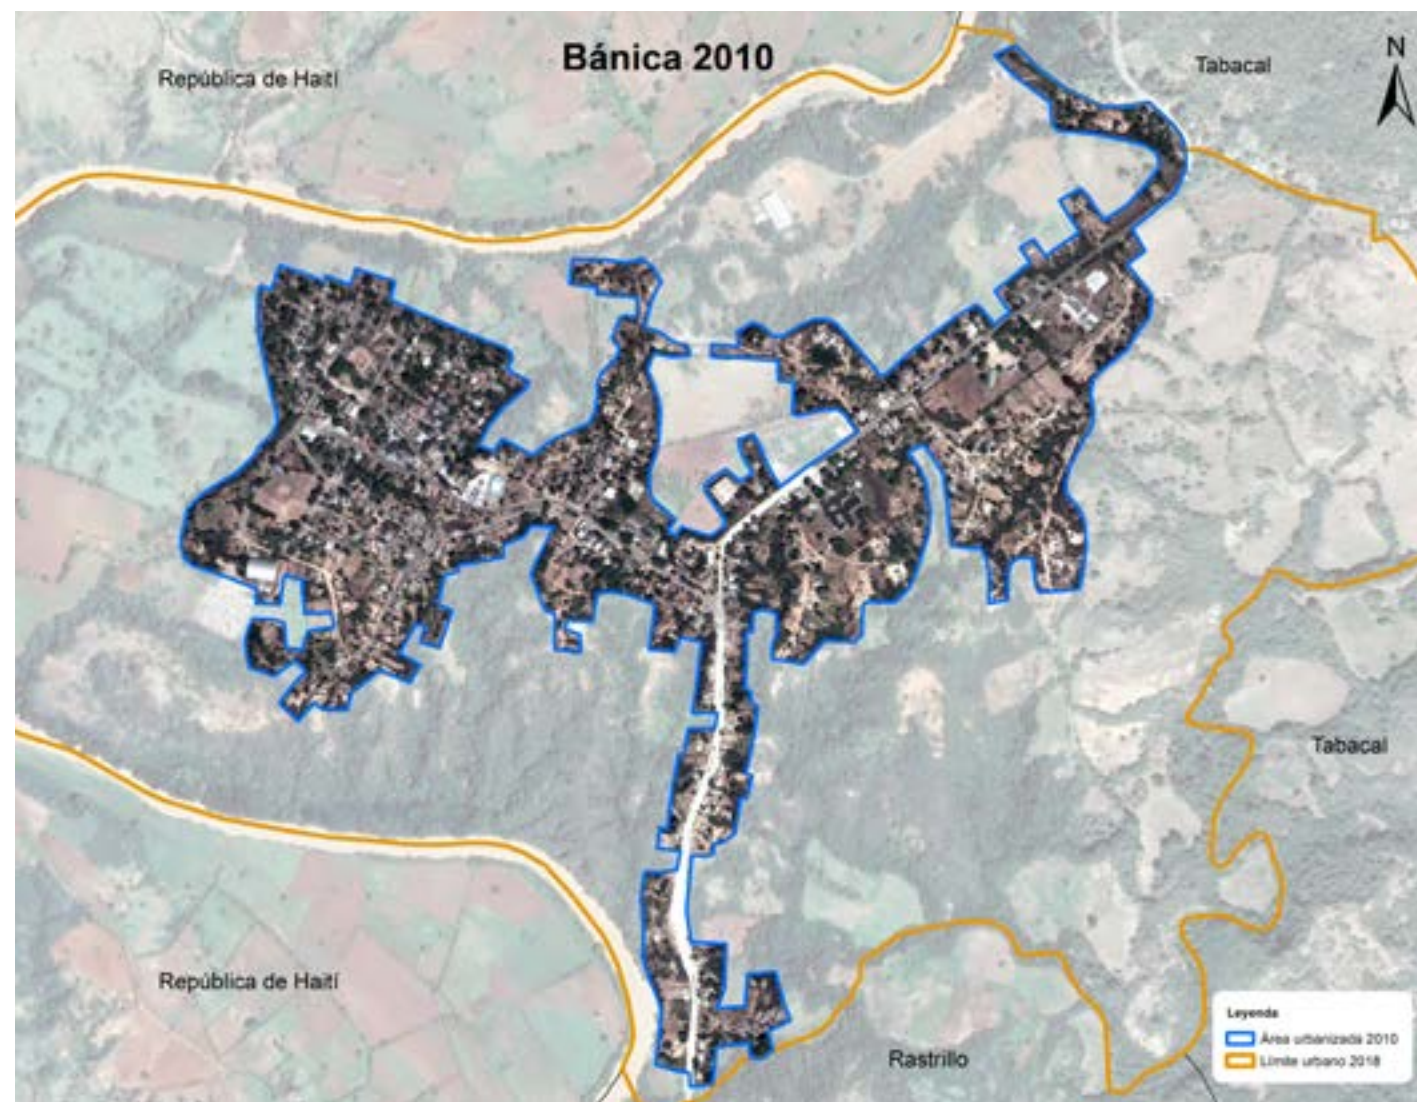 Bánica 2010
República de Haití
Tabacal
N
Tabacal
República de Haití
Rastrillo
Leyenda
Área urbanizada 2010
Límite urbano 2018